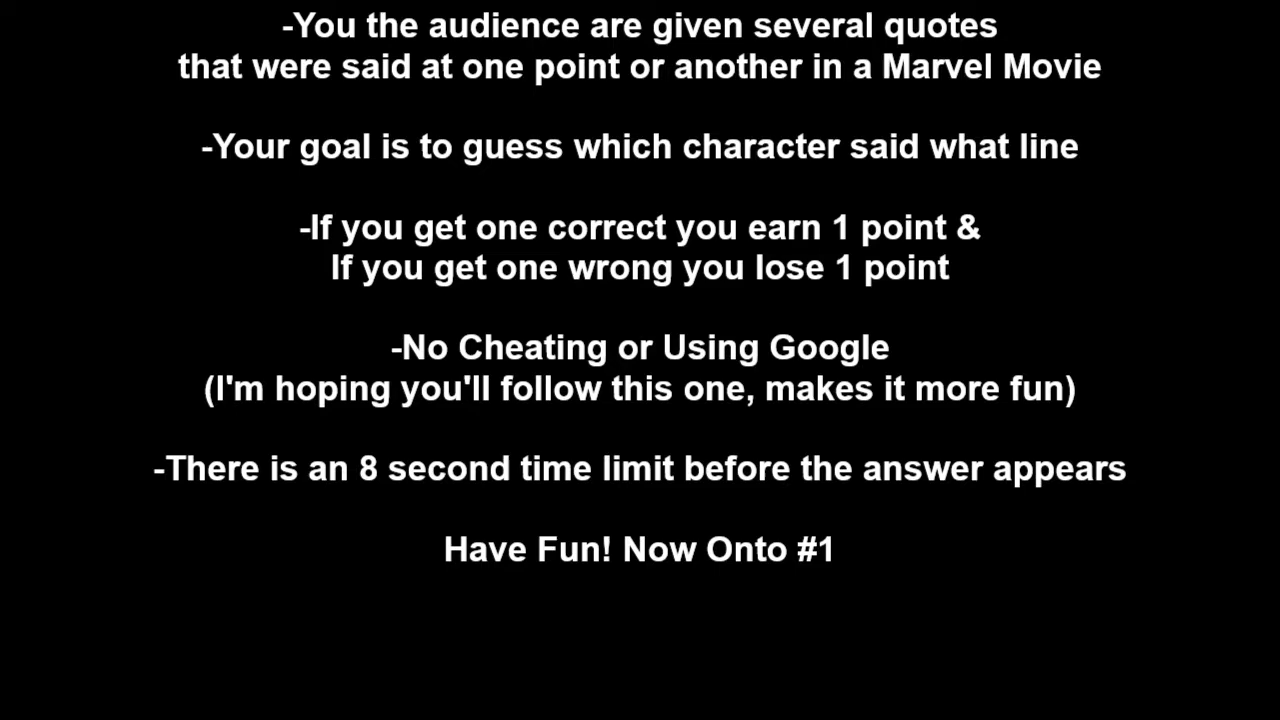 -You the audience are given several quotes
that were said at one point or another in a Marvel Movie
-Your goal is to guess which character said what line
-If you get one correct you earn 1 point &
If you get one wrong you lose 1 point
-No Cheating or Using Google
(I'm hoping you'll follow this one, makes it more fun)
-There is an 8 second time limit before the answer appears
Have Fun! Now Onto #1